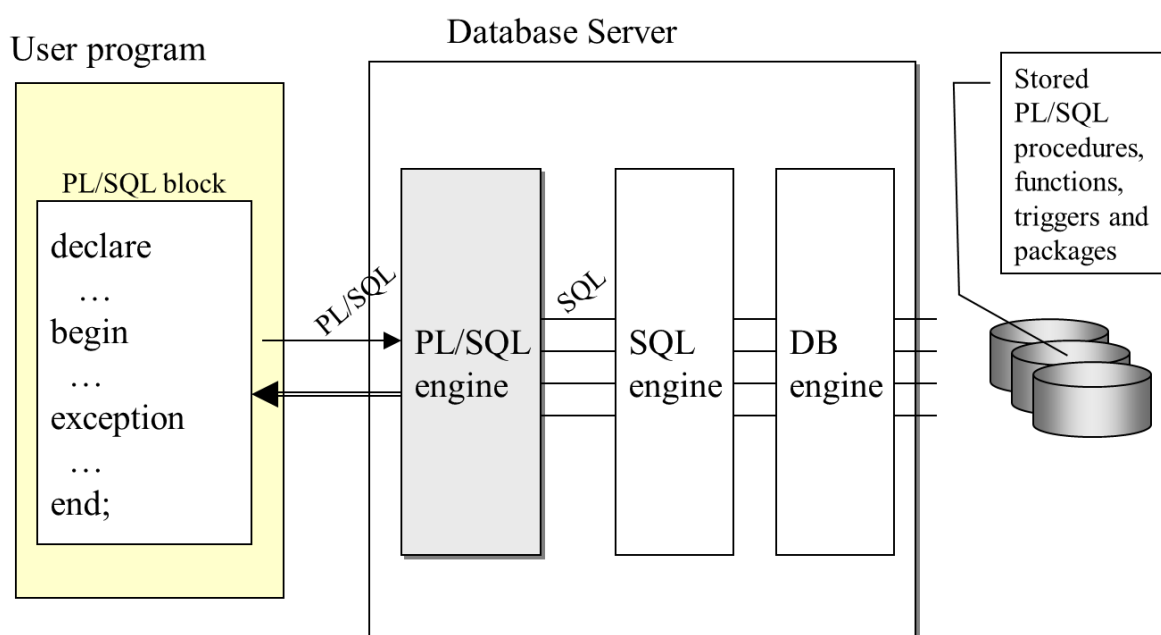 User program
Database Server
PL/SQL block
declare
…
begin
…
exception
…
end;
PL/SQL
PL/SQL
engine
SQL
SQL
engine
DB
engine
Stored
PL/SQL
procedures,
functions,
triggers and
packages